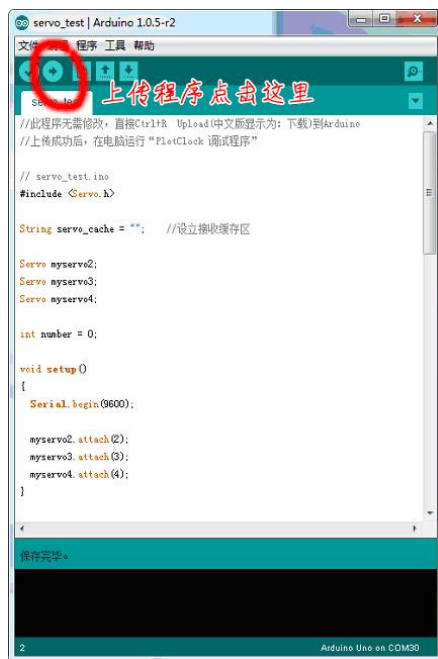 servo_test | Arduino 1.0.5-r2
文件 程序 工具 帮助
上传程序点击这里
//此程序无需修改，直接Ctrl+R Upload(中文版显示为：下载)到Arduino
//上传成功后，在电脑运行“PlotClock 调试程序”
// servo_test.ino
#include <Servo.h>
String servo_cache = ""; //设立接收缓存区
Servo myservo2;
Servo myservo3;
Servo myservo4;
int number = 0;
void setup()
{
Serial.begin(9600);
myservo2.attach(2);
myservo3.attach(3);
myservo4.attach(4);
}
保存完毕。
2 Arduino Uno on COM30